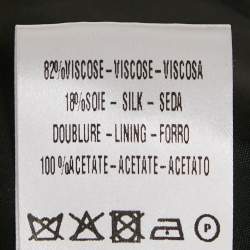 82%VISCOSE-VISCOSE-VISCOSA
18%SOIE - SILK - SEDA
DOUBLURE - LINING - FORRO
100%ACETATE-ACETATE-ACETATO
P